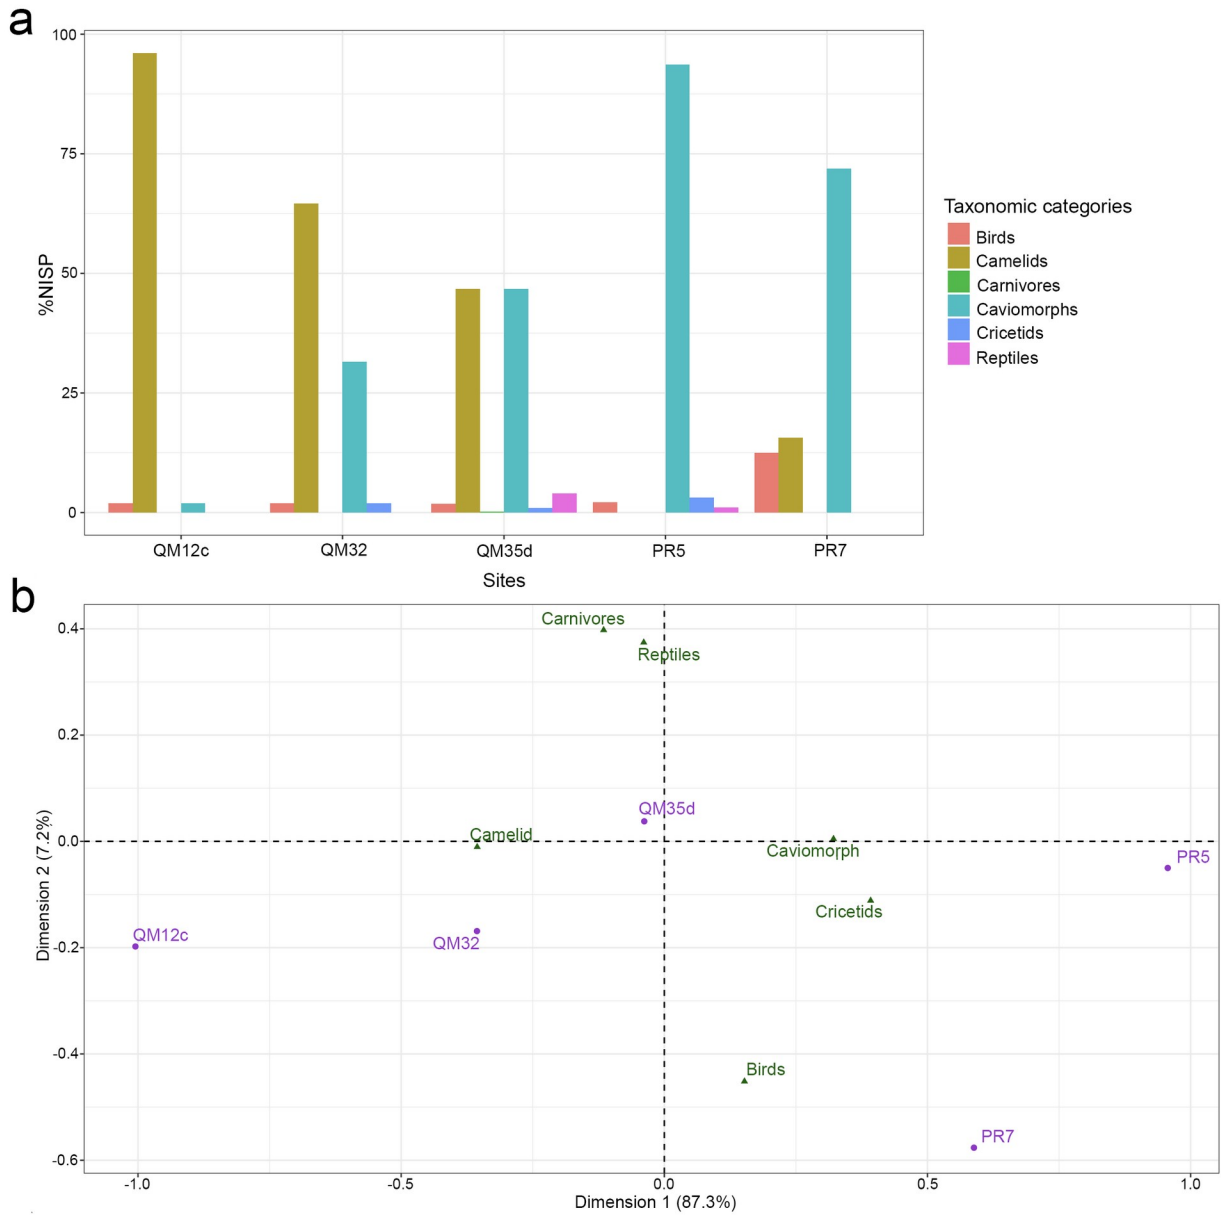 a
100
75
50
25
0
%NISP
QM12c QM32 QM35d PR5 PR7
Sites
Taxonomic categories
Birds
Camelids
Carnivores
Caviomorphs
Cricetids
Reptiles
b
0.4
0.2
0.0
-0.2
-0.4
-0.6
Dimension 2 (7.2%)
Carnivores
Reptiles
QM35d
Camelid
Caviomorph
PR5
Cricetids
QM12c
QM32
Birds
PR7
-1.0 -0.5 0.0 0.5 1.0
Dimension 1 (87.3%)